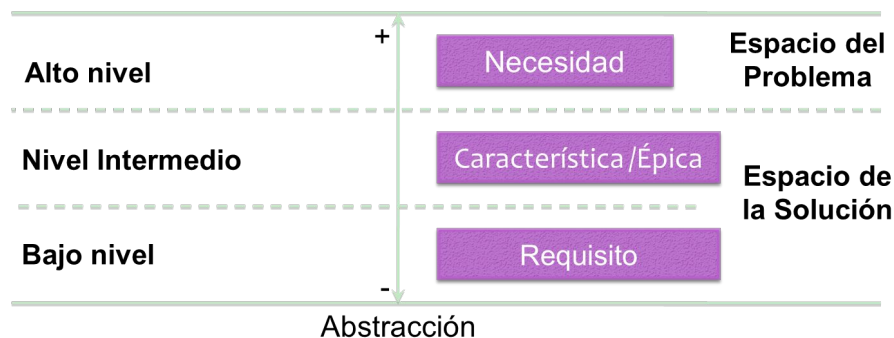 +
Alto nivel
Necesidad
Espacio del
Problema
Nivel Intermedio
Característica/Épica
Espacio de
la Solución
Bajo nivel
Requisito
-
Abstracción